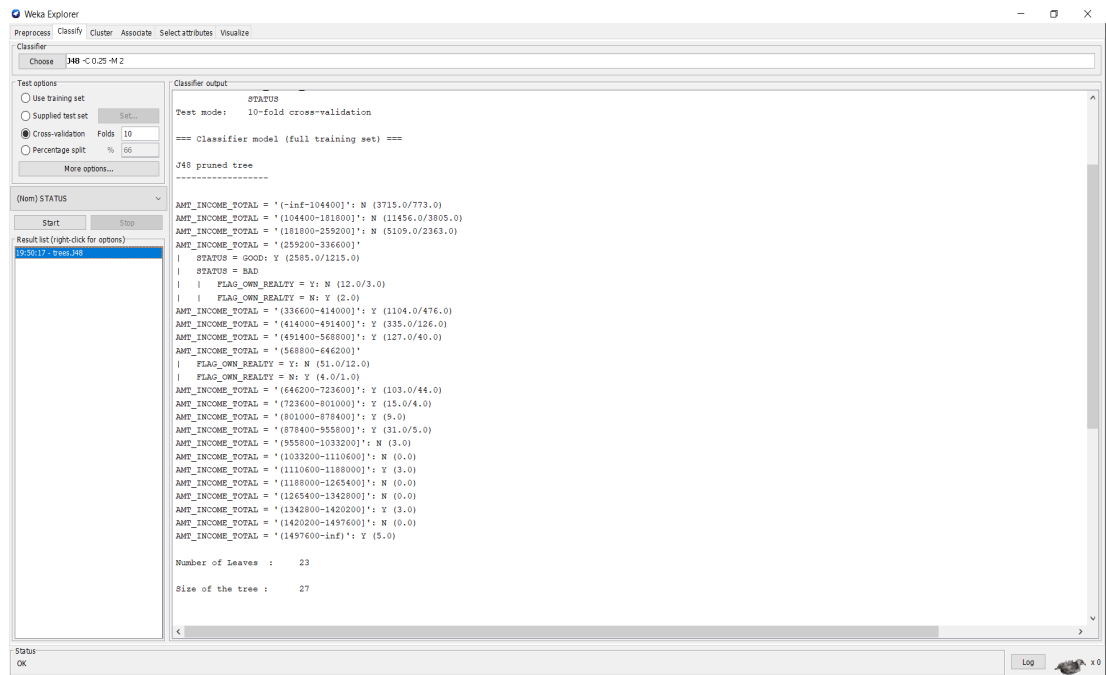 Weka Explorer
Preprocess Classify Cluster Associate Select attributes Visualize
Classifier
Choose J48 -C 0.25 -M 2
Test options
Use training set
Supplied test set Set...
Cross-validation Folds 10
Percentage split % 66
More options...
(Nom) STATUS
Start Stop
Result list (right-click for options)
19:50:17 - trees.J48
Classifier output
STATUS
Test mode: 10-fold cross-validation
=== Classifier model (full training set) ===
J48 pruned tree
------------------
AMT_INCOME_TOTAL = '(-inf-104400]': N (3715.0/773.0)
AMT_INCOME_TOTAL = '(104400-181800]': N (11456.0/3805.0)
AMT_INCOME_TOTAL = '(181800-259200]': N (5109.0/2363.0)
AMT_INCOME_TOTAL = '(259200-336600]'
| STATUS = GOOD: Y (2585.0/1215.0)
| STATUS = BAD
| | FLAG_OWN_REALTY = Y: N (12.0/3.0)
| | FLAG_OWN_REALTY = N: Y (2.0)
AMT_INCOME_TOTAL = '(336600-414000]': Y (1104.0/476.0)
AMT_INCOME_TOTAL = '(414000-491400]': Y (335.0/126.0)
AMT_INCOME_TOTAL = '(491400-568800]': Y (127.0/40.0)
AMT_INCOME_TOTAL = '(568800-646200]'
| FLAG_OWN_REALTY = Y: N (51.0/12.0)
| FLAG_OWN_REALTY = N: Y (4.0/1.0)
AMT_INCOME_TOTAL = '(646200-723600]': Y (103.0/44.0)
AMT_INCOME_TOTAL = '(723600-801000]': Y (15.0/4.0)
AMT_INCOME_TOTAL = '(801000-878400]': Y (9.0)
AMT_INCOME_TOTAL = '(878400-955800]': Y (31.0/5.0)
AMT_INCOME_TOTAL = '(955800-1033200]': N (3.0)
AMT_INCOME_TOTAL = '(1033200-1110600]': N (0.0)
AMT_INCOME_TOTAL = '(1110600-1188000]': Y (3.0)
AMT_INCOME_TOTAL = '(1188000-1265400]': N (0.0)
AMT_INCOME_TOTAL = '(1265400-1342800]': N (0.0)
AMT_INCOME_TOTAL = '(1342800-1420200]': Y (3.0)
AMT_INCOME_TOTAL = '(1420200-1497600]': N (0.0)
AMT_INCOME_TOTAL = '(1497600-inf)': Y (5.0)
Number of Leaves : 23
Size of the tree : 27
Status
OK
Log
x 0